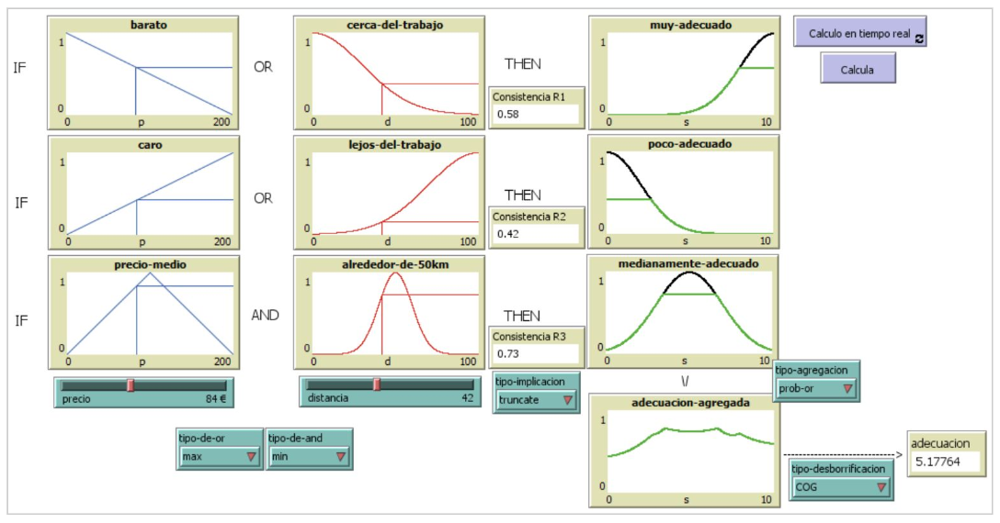 barato
cerca-del-trabajo
muy-adecuado
Calculo en tiempo real
IF
1
OR
1
THEN
1
Calcula
Consistencia R1
0.58
0
0
0
0 p 200
0 d 100
0 s 10
caro
lejos-del-trabajo
poco-adecuado
IF
1
OR
1
THEN
1
Consistencia R2
0.42
0
0
0
0 p 200
0 d 100
0 s 10
precio-medio
alrededor-de-50km
medianamente-adecuado
IF
1
AND
1
THEN
1
Consistencia R3
0.73
0
0
0
0 p 200
0 d 100
0 s 10
precio 84 €
distancia 42
tipo-implicacion
truncate
\/
tipo-agregacion
prob-or
adecuacion-agregada
1
0
0 s 10
tipo-de-or
max
tipo-de-and
min
------------------>
tipo-desborrificacion
COG
adecuacion
5.17764